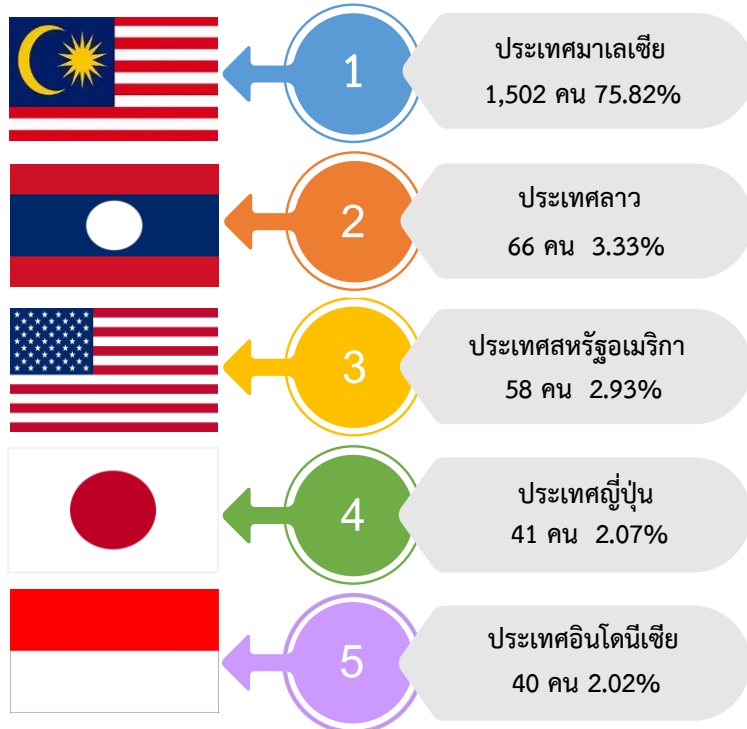 1
ประเทศมาเลเซีย
1,502 คน 75.82%
2
ประเทศลาว
66 คน 3.33%
3
ประเทศสหรัฐอเมริกา
58 คน 2.93%
4
ประเทศญี่ปุ่น
41 คน 2.07%
5
ประเทศอินโดนีเซีย
40 คน 2.02%